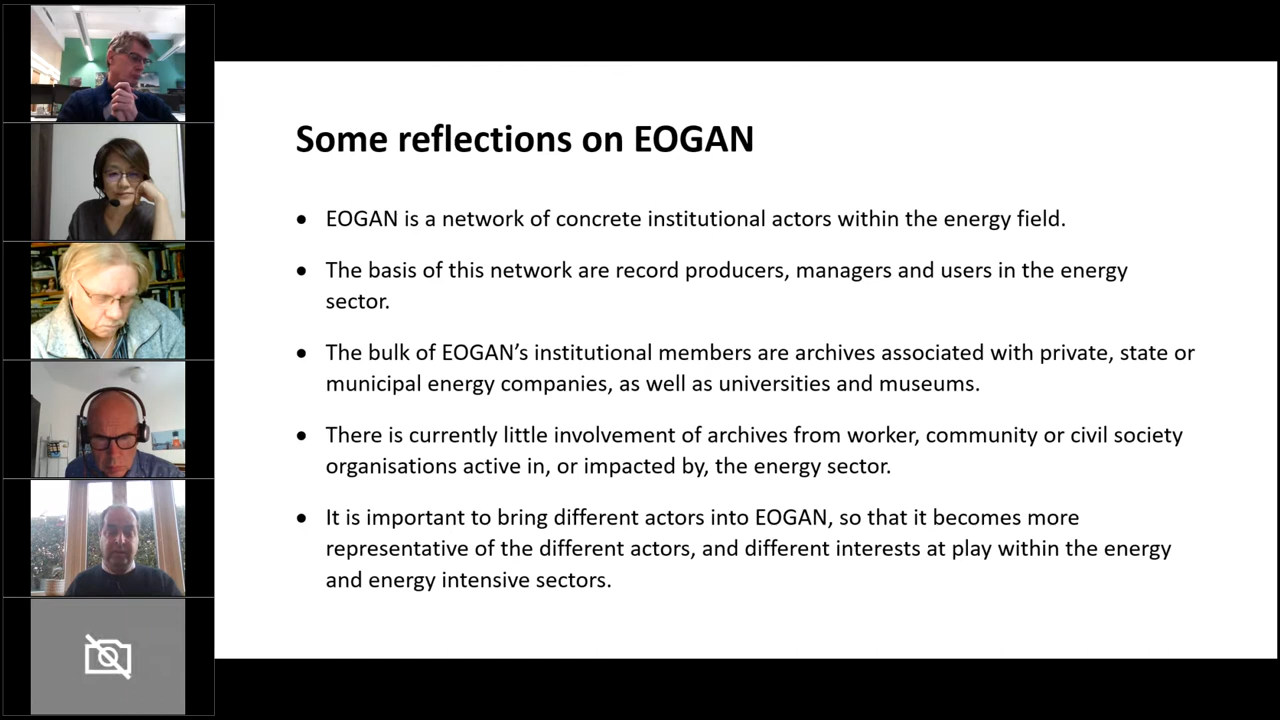 Some reflections on EOGAN
• EOGAN is a network of concrete institutional actors within the energy field.
• The basis of this network are record producers, managers and users in the energy
sector.
• The bulk of EOGAN’s institutional members are archives associated with private, state or
municipal energy companies, as well as universities and museums.
• There is currently little involvement of archives from worker, community or civil society
organisations active in, or impacted by, the energy sector.
• It is important to bring different actors into EOGAN, so that it becomes more
representative of the different actors, and different interests at play within the energy
and energy intensive sectors.